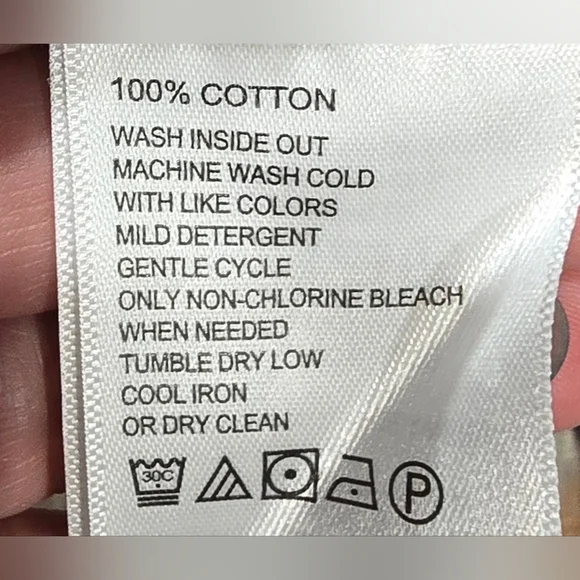 100% COTTON
WASH INSIDE OUT
MACHINE WASH COLD
WITH LIKE COLORS
MILD DETERGENT
GENTLE CYCLE
ONLY NON-CHLORINE BLEACH
WHEN NEEDED
TUMBLE DRY LOW
COOL IRON
OR DRY CLEAN
30C P